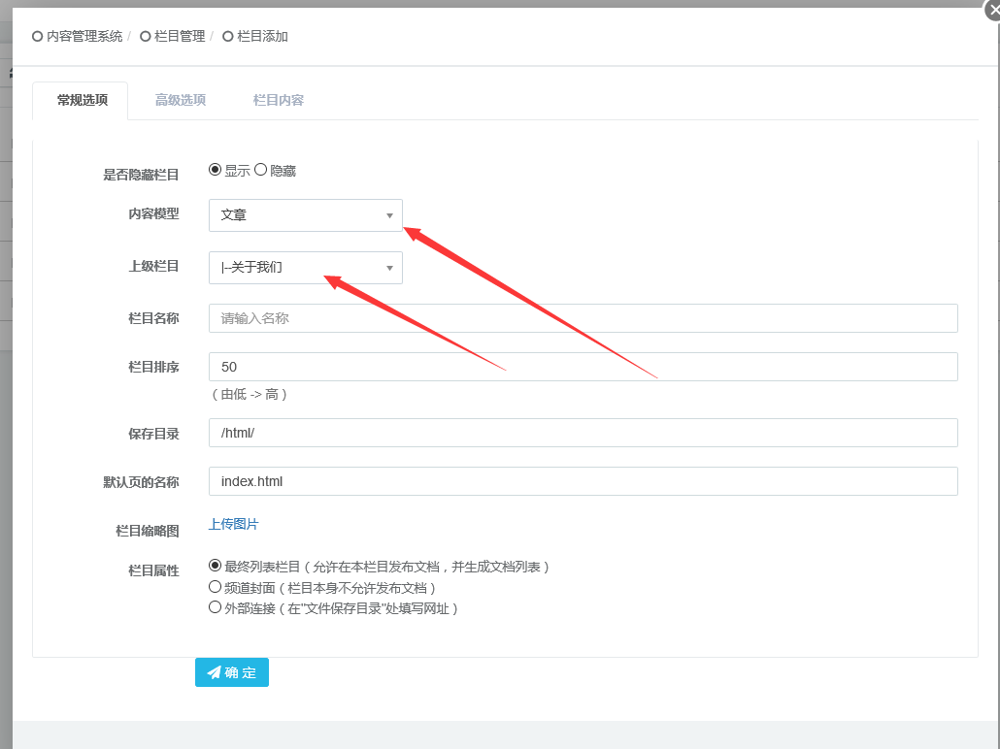 内容管理系统 / 栏目管理 / 栏目添加
常规选项 高级选项 栏目内容
是否隐藏栏目 显示 隐藏
内容模型 文章
上级栏目 |--关于我们
栏目名称 请输入名称
栏目排序 50
（由低 -> 高）
保存目录 /html/
默认页的名称 index.html
栏目缩略图 上传图片
栏目属性 最终列表栏目（允许在本栏目发布文档，并生成文档列表）
频道封面（栏目本身不允许发布文档）
外部连接（在"文件保存目录"处填写网址）
确 定